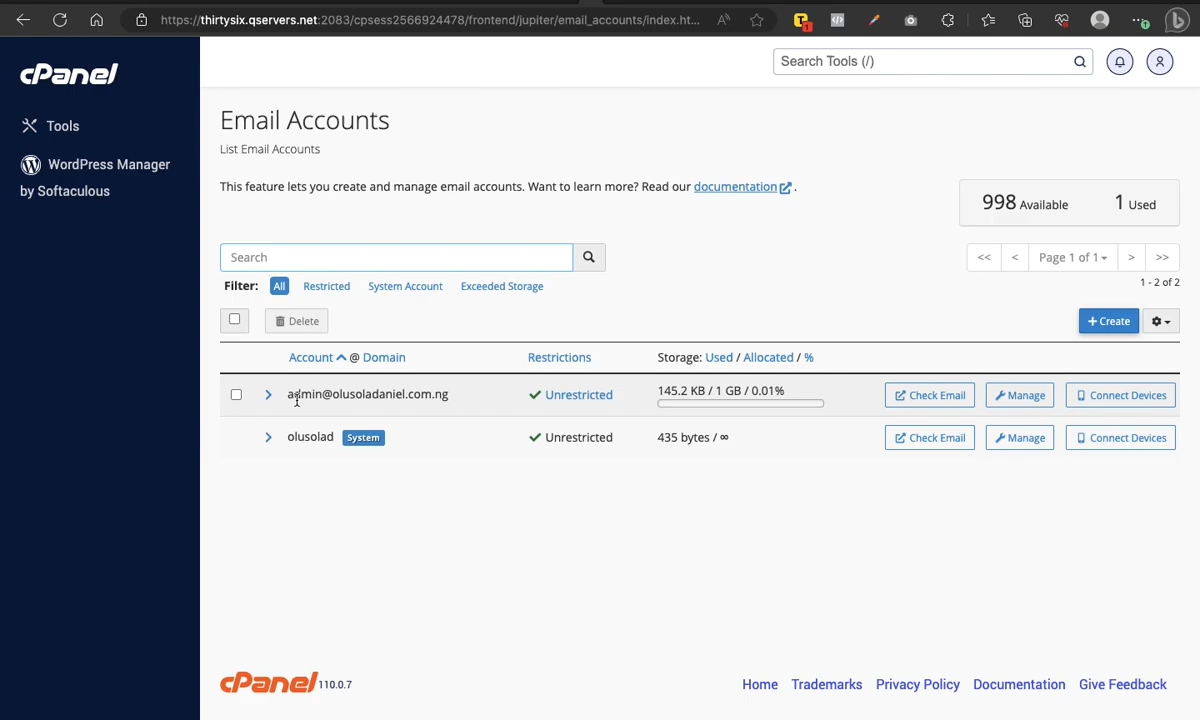 https://thirtysix.qservers.net:2083/cpsess2566924478/frontend/jupiter/email_accounts/index.ht...
cPanel
Search Tools (/)
Tools
WordPress Manager
by Softaculous
Email Accounts
List Email Accounts
This feature lets you create and manage email accounts. Want to learn more? Read our documentation .
998 Available 1 Used
Search
<< < Page 1 of 1 > >>
Filter: All Restricted System Account Exceeded Storage
1 - 2 of 2
Delete
+ Create
Account @ Domain Restrictions Storage: Used / Allocated / %
admin@olusoladaniel.com.ng Unrestricted 145.2 KB / 1 GB / 0.01% Check Email Manage Connect Devices
olusolad System Unrestricted 435 bytes / ∞ Check Email Manage Connect Devices
cPanel 110.0.7
Home Trademarks Privacy Policy Documentation Give Feedback